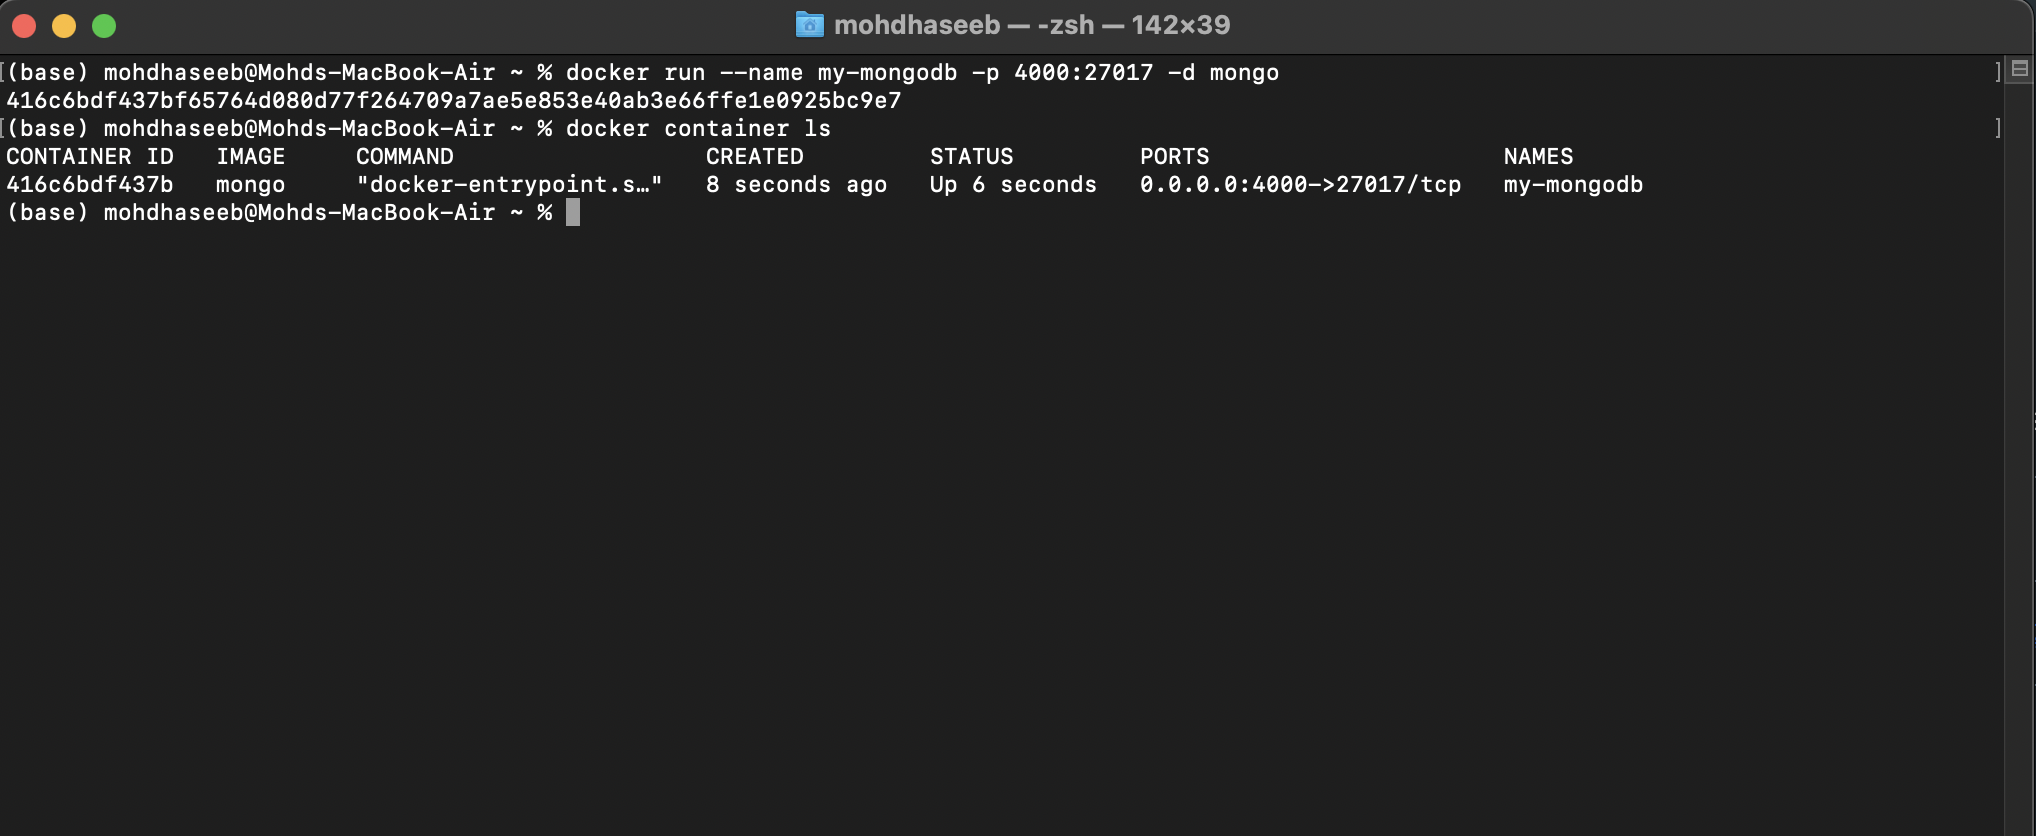 mohdhaseeb — -zsh — 142×39
[(base) mohdhaseeb@Mohds-MacBook-Air ~ % docker run --name my-mongodb -p 4000:27017 -d mongo ]
416c6bdf437bf65764d080d77f264709a7ae5e853e40ab3e66ffe1e0925bc9e7
[(base) mohdhaseeb@Mohds-MacBook-Air ~ % docker container ls ]
CONTAINER ID   IMAGE     COMMAND                  CREATED         STATUS         PORTS                     NAMES
416c6bdf437b   mongo     "docker-entrypoint.s…"   8 seconds ago   Up 6 seconds   0.0.0.0:4000->27017/tcp   my-mongodb
(base) mohdhaseeb@Mohds-MacBook-Air ~ %